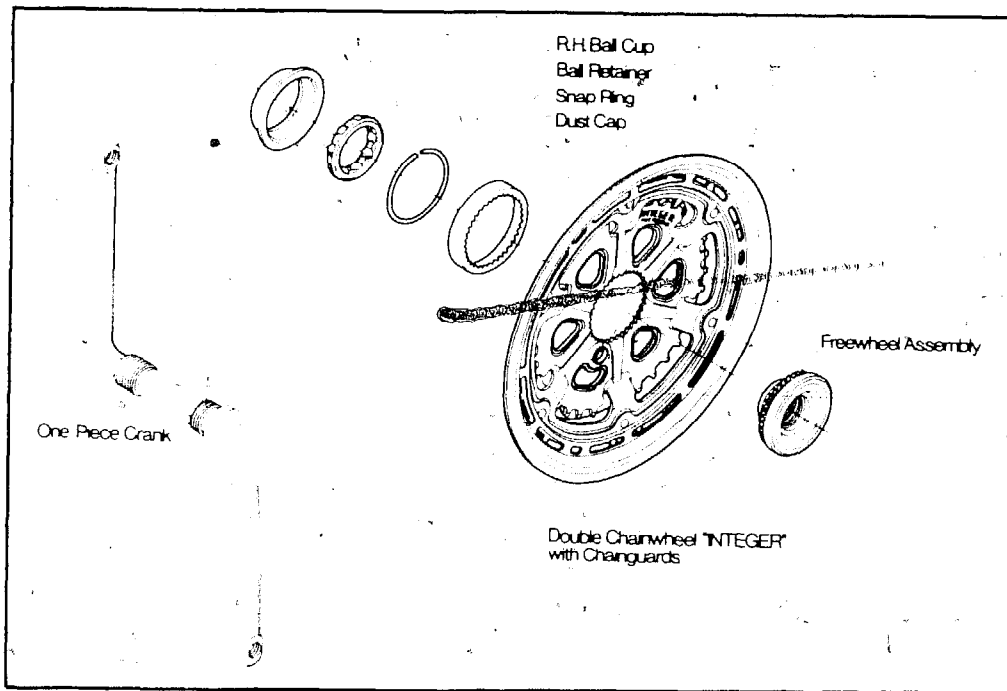 R.H. Ball Cup
Ball Retainer
Snap Ring
Dust Cap
Freewheel Assembly
One Piece Crank
Double Chainwheel "INTEGER"
with Chainguards